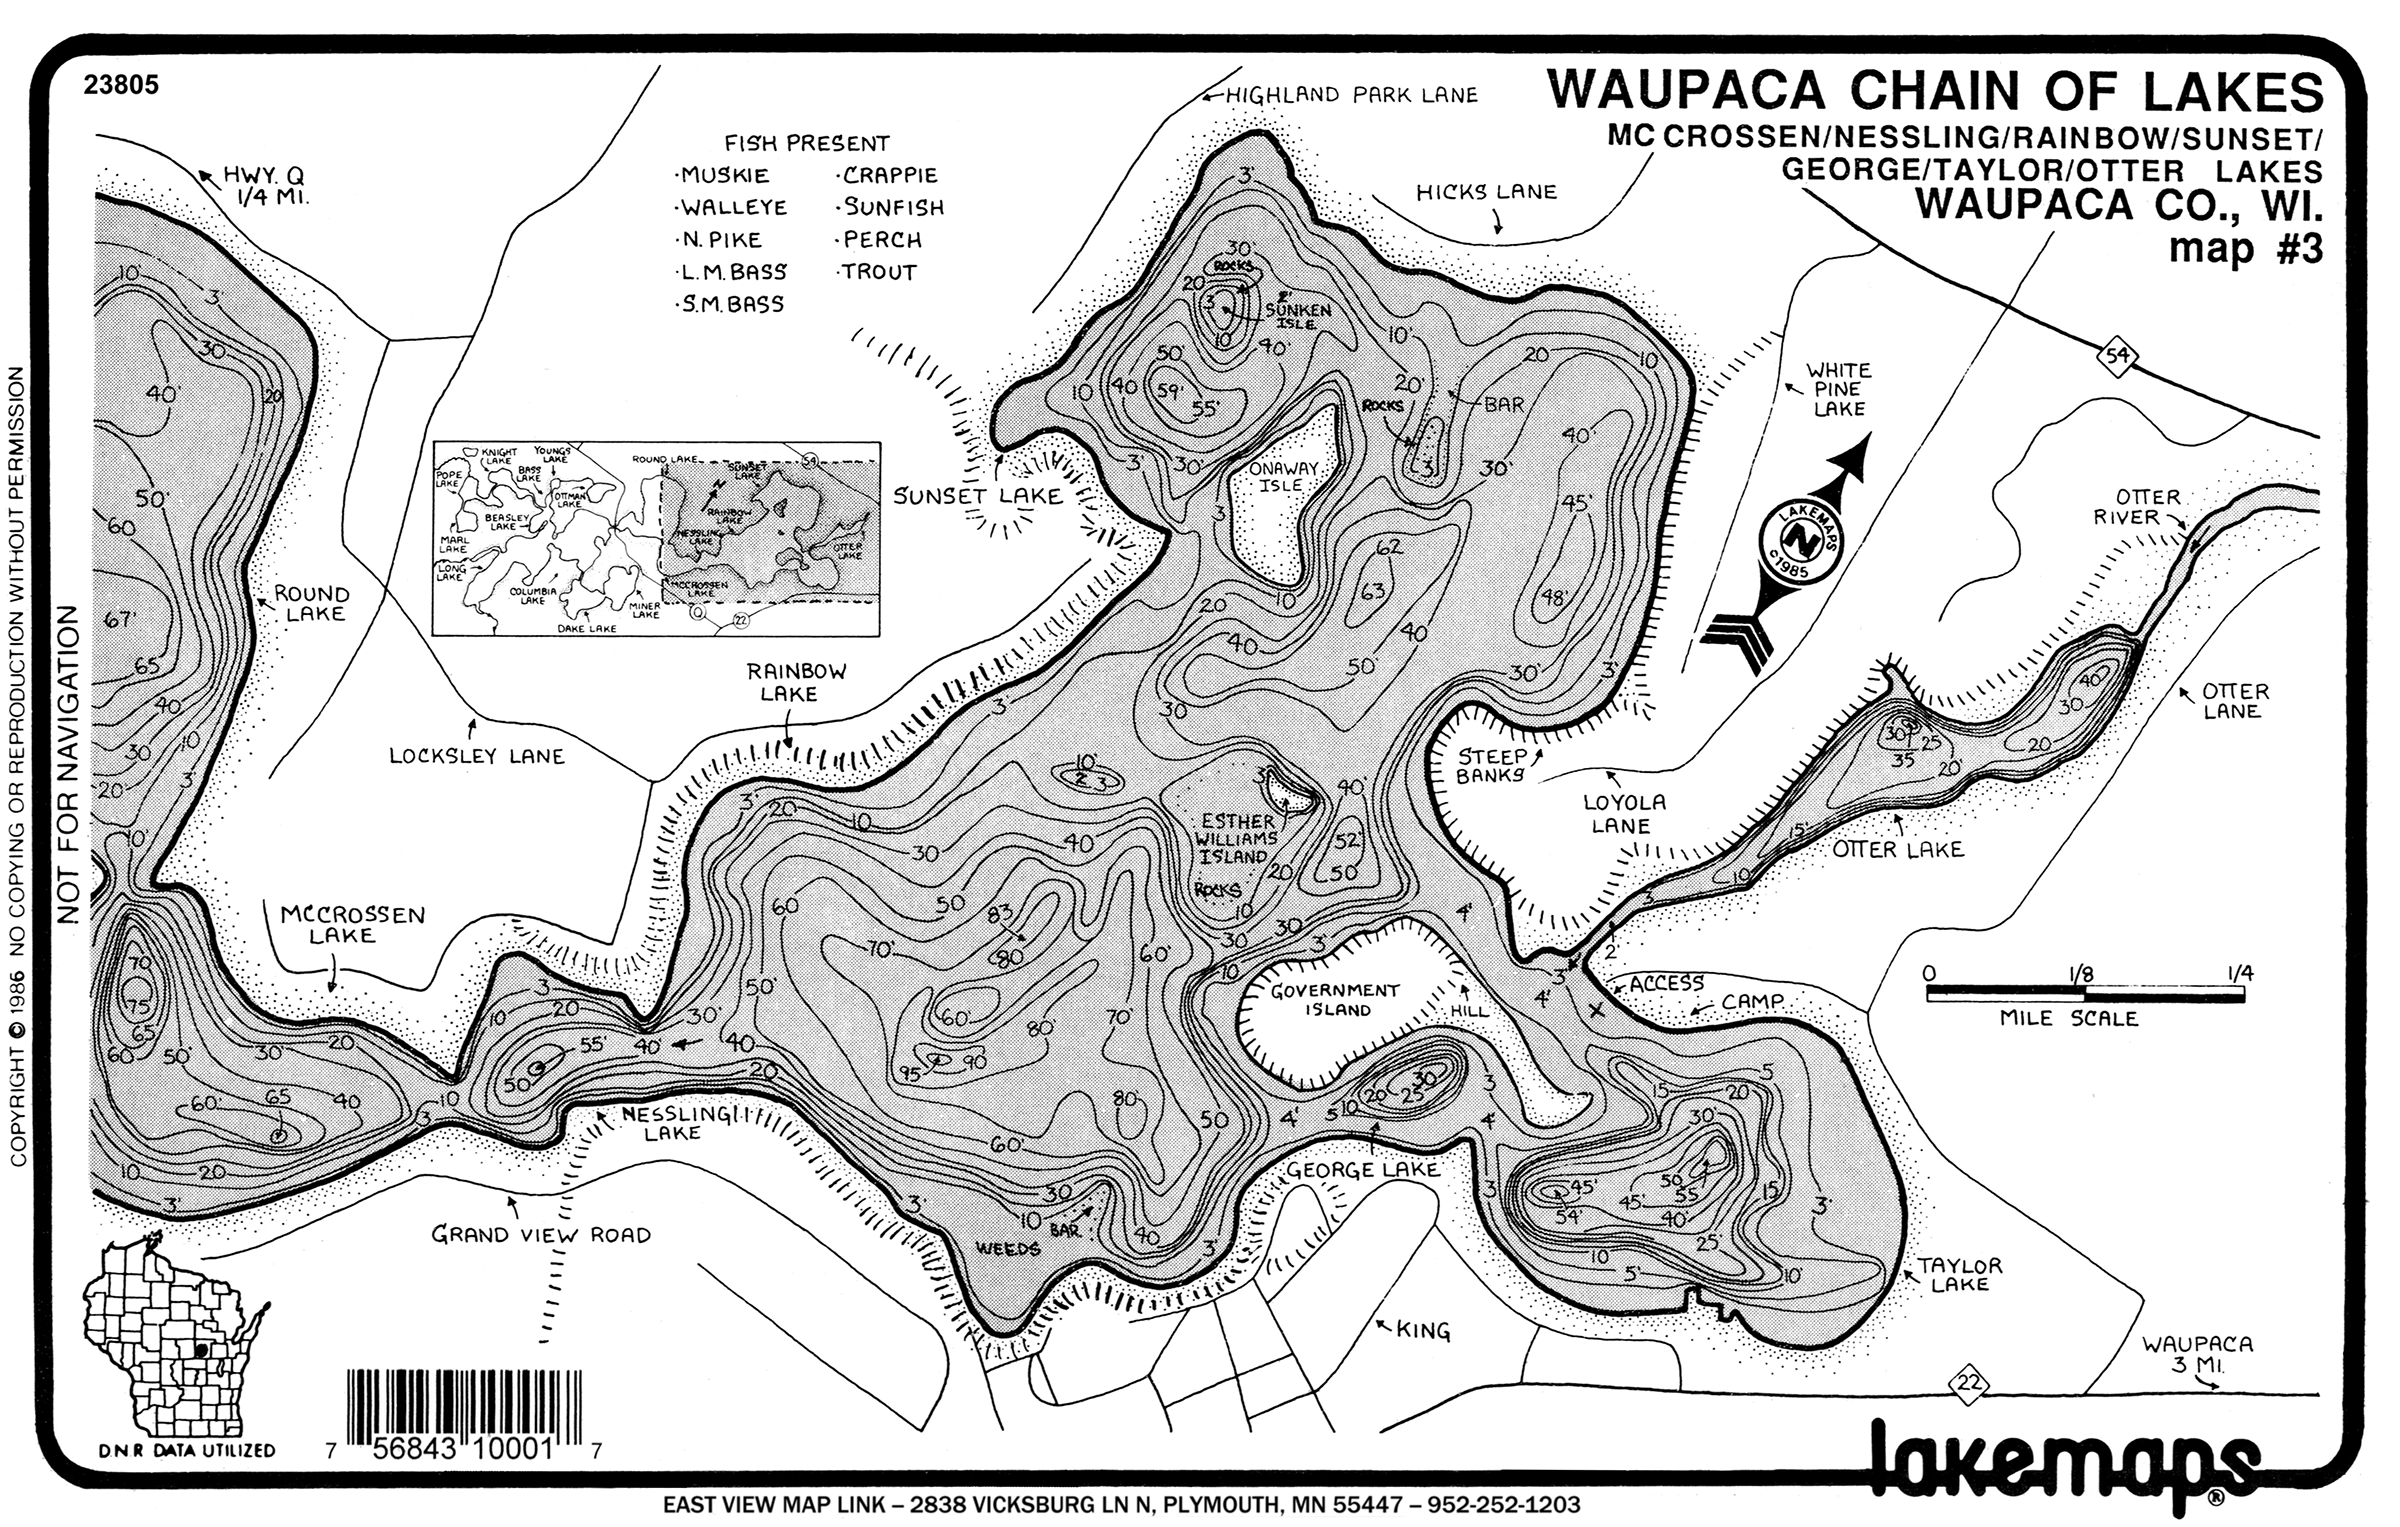 23805
WAUPACA CHAIN OF LAKES
MC CROSSEN/NESSLING/RAINBOW/SUNSET/
GEORGE/TAYLOR/OTTER LAKES
WAUPACA CO., WI.
map #3
HIGHLAND PARK LANE
FISH PRESENT
·MUSKIE ·CRAPPIE
·WALLEYE ·SUNFISH
·N. PIKE ·PERCH
·L.M. BASS ·TROUT
·S.M. BASS
HWY. Q
1/4 MI.
HICKS LANE
54
WHITE
PINE
LAKE
LAKEMAPS
N
©1985
OTTER
RIVER
OTTER
LANE
OTTER LAKE
LOYOLA
LANE
STEEP
BANKS
ROCKS
2'
SUNKEN
ISLE
ROCKS
BAR
ONAWAY
ISLE
SUNSET LAKE
KNIGHT
LAKE
YOUNGS
LAKE
BASS
LAKE
POPE
LAKE
OTTMAN
LAKE
BEASLEY
LAKE
MARL
LAKE
LONG
LAKE
COLUMBIA
LAKE
DAKE LAKE
MINER
LAKE
ROUND LAKE
SUNSET
LAKE
54
N
RAINBOW
LAKE
NESSLING
LAKE
OTTER
LAKE
MCCROSSEN
LAKE
Q
22
ROUND
LAKE
RAINBOW
LAKE
LOCKSLEY LANE
MCCROSSEN
LAKE
ESTHER
WILLIAMS
ISLAND
ROCKS
GOVERNMENT
ISLAND
HILL
ACCESS
CAMP
0 1/8 1/4
MILE SCALE
NESSLING
LAKE
GEORGE LAKE
GRAND VIEW ROAD
WEEDS
BAR
TAYLOR
LAKE
KING
WAUPACA
3 MI.
22
3'
30'
20
3
10'
40'
50'
59'
55'
40
10
3'
30'
3
10'
20'
3
30'
20
10
40'
45'
48'
30'
3'
62
63
20
10'
40
50'
40
30
3'
10'
2 3
3
40'
52'
50'
20
10
30
30
3'
10
4'
3'
4'
2'
3
10
15'
30'
25
35
20'
20
30
40'
10
3'
30
20
40'
50'
60
67'
65
40
30
10
3'
20'
10'
70
75
65
60
50'
30
20
60
65
40
10
20
3'
3
10
3
10
20
55'
50
40'
30'
40
20
3'
20
10
30
40
50
60
50'
70'
83
80
60'
80'
95
90
70'
60'
80
50
60
30
10
40
3'
3'
4'
5
10
20
25
30
3
4'
3
15
20
5
30'
50
55
45'
54'
45'
40
15
25'
10
5'
10'
3'
NOT FOR NAVIGATION
COPYRIGHT © 1986 NO COPYING OR REPRODUCTION WITHOUT PERMISSION
DNR DATA UTILIZED
7 56843 10001 7
lakemaps®
EAST VIEW MAP LINK – 2838 VICKSBURG LN N, PLYMOUTH, MN 55447 – 952-252-1203